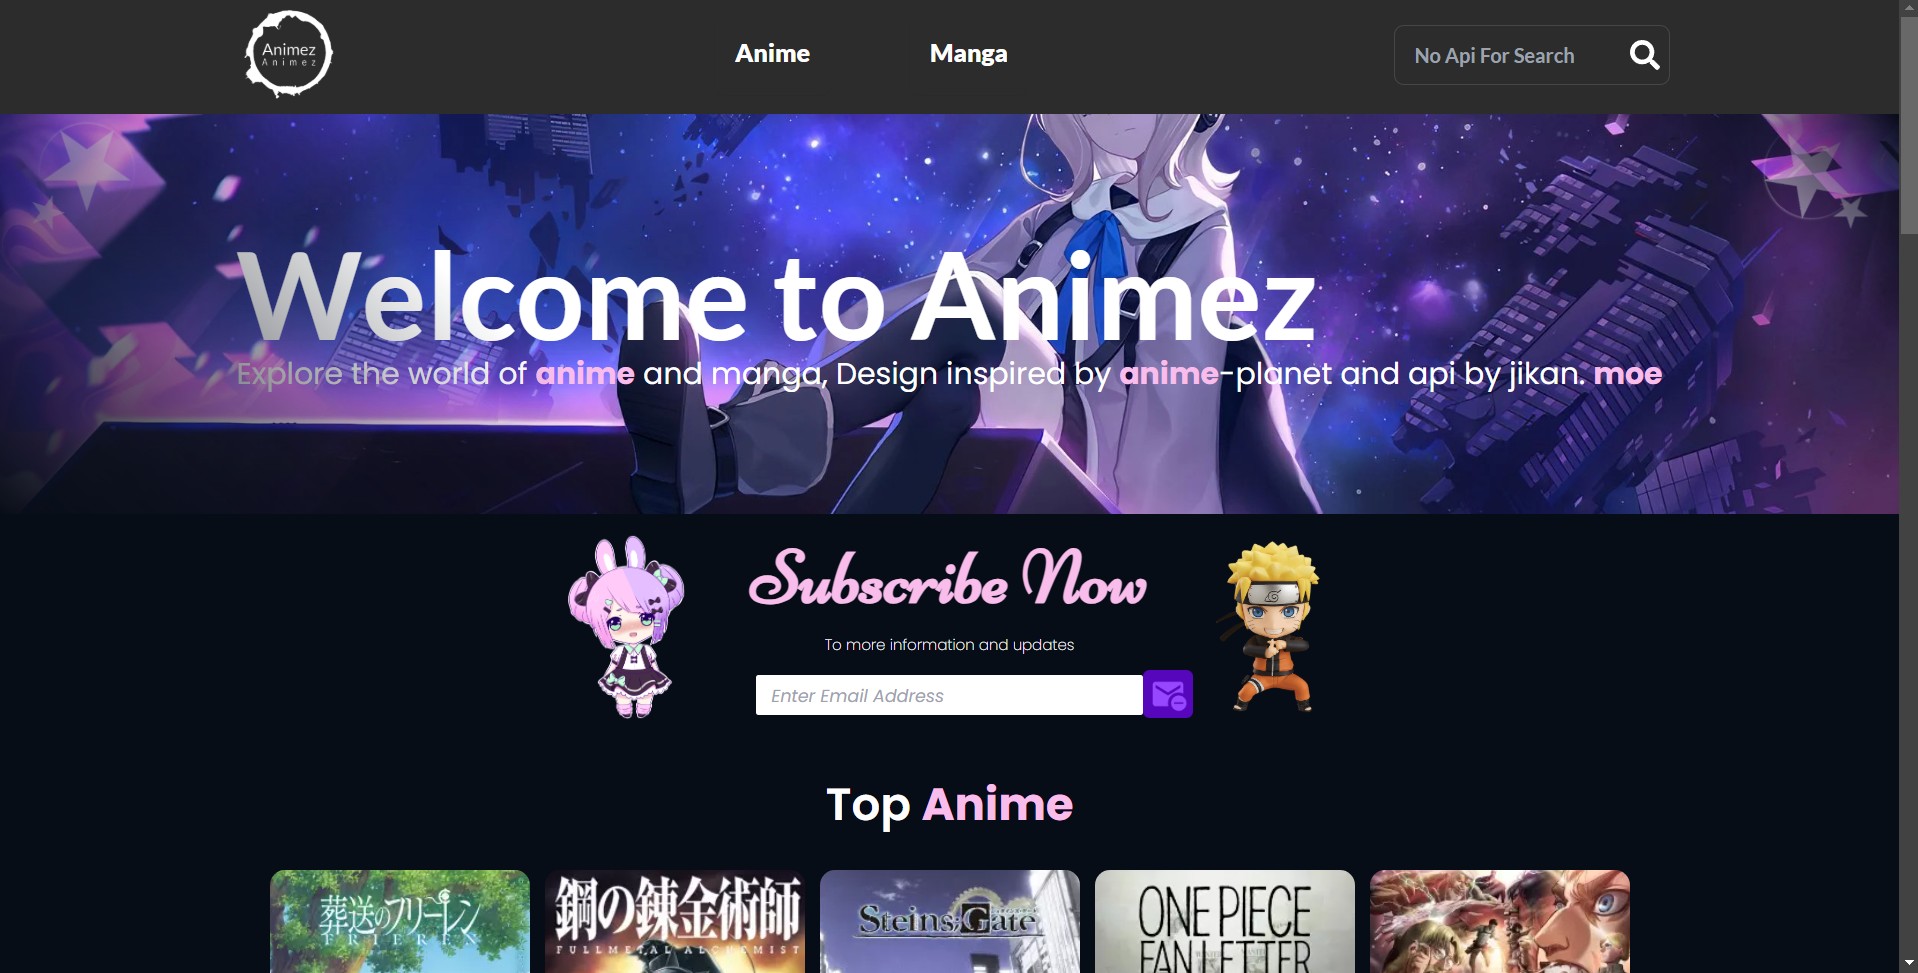 Animez
Animez
Anime
Manga
No Api For Search
Welcome to Animez
Explore the world of anime and manga, Design inspired by anime-planet and api by jikan. moe
Subscribe Now
To more information and updates
Enter Email Address
Top Anime
葬送のフリーレン
FRIEREN
鋼の錬金術師
FULLMETAL ALCHEMIST
Steins;Gate
ONE PIECE
FAN LETTER